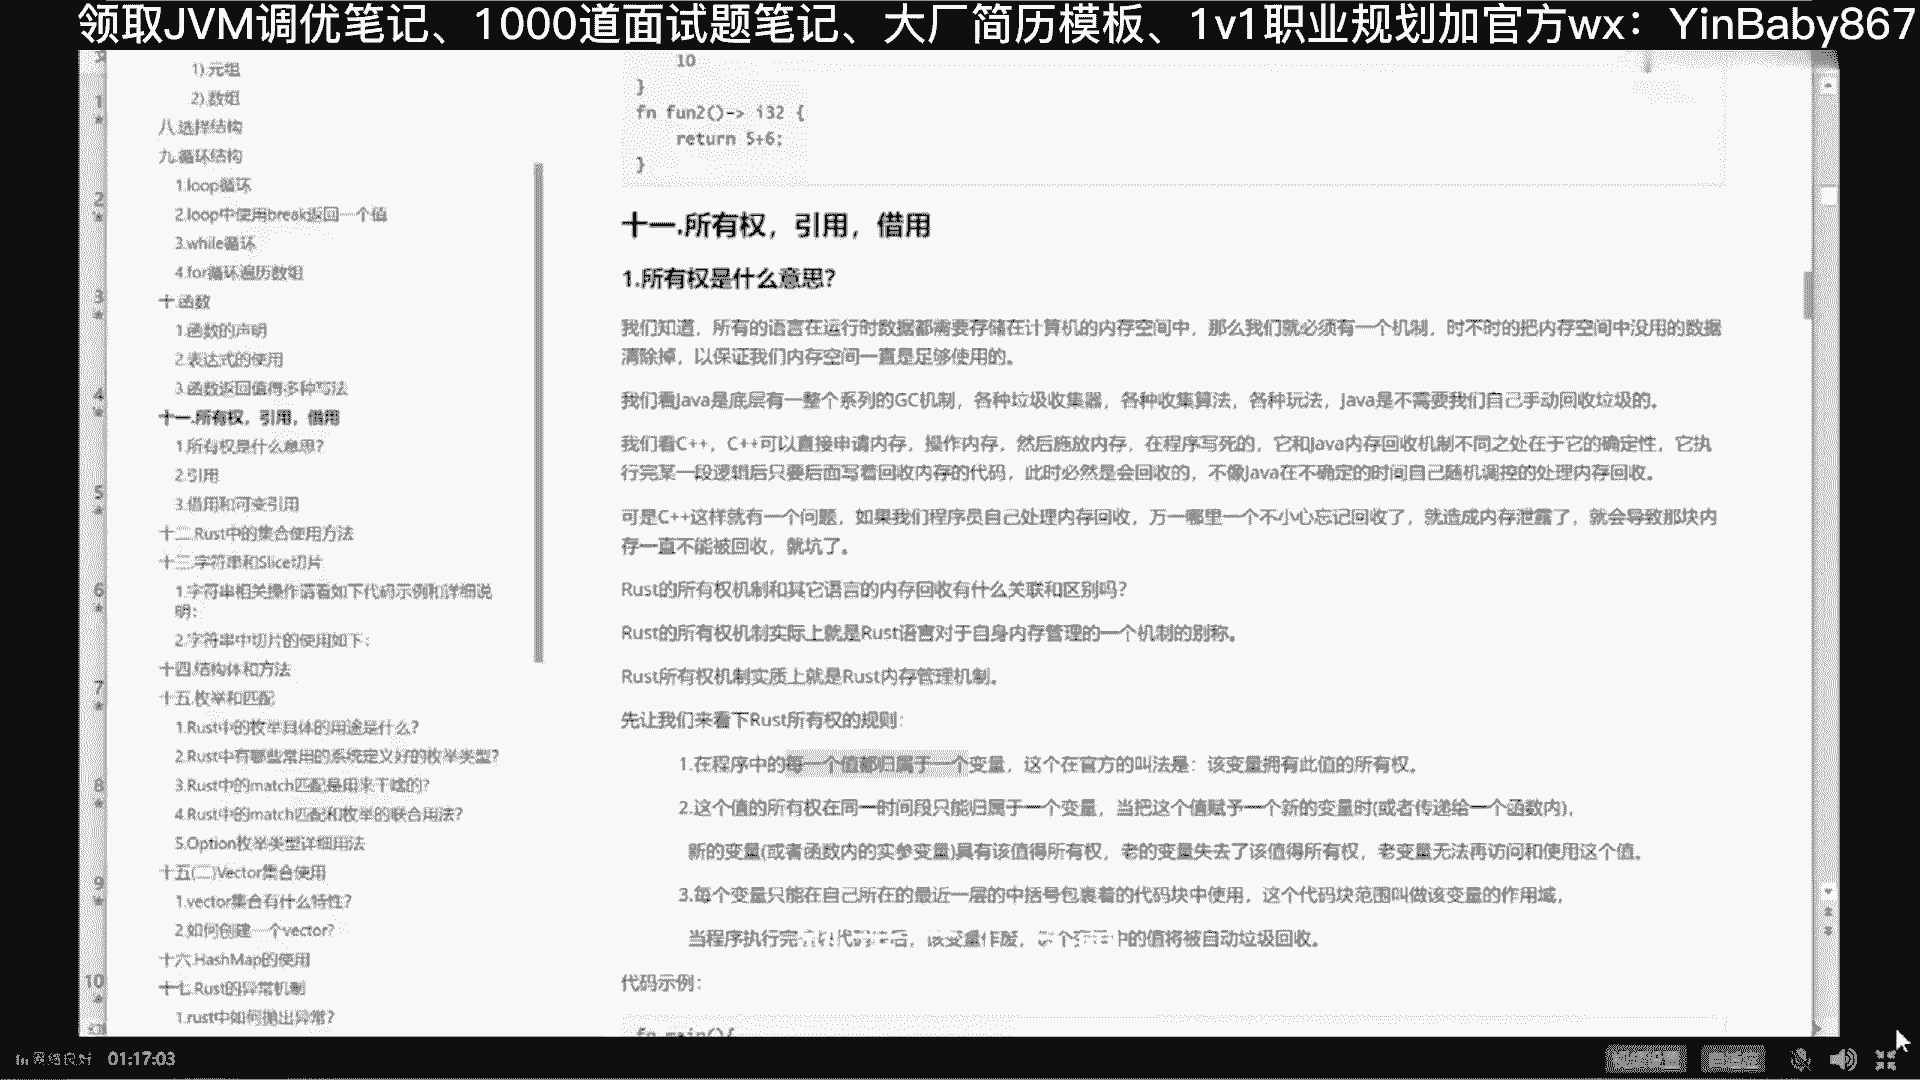 领取JVM调优笔记、1000道面试题笔记、大厂简历模板、1v1职业规划加官方wx：YinBaby867
1).元组
2).数组
八.选择结构
九.循环结构
1.loop循环
2.loop中使用break返回一个值
3.while循环
4.for循环遍历数组
十.函数
1.函数的声明
2.表达式的使用
3.函数返回值得多种写法
十一.所有权，引用，借用
1.所有权是什么意思？
2.引用
3.借用和可变引用
十二.Rust中的集合使用方法
十三.字符串和Slice切片
1.字符串相关操作请看如下代码示例和详细说
明：
2.字符串中切片的使用如下：
十四.结构体和方法
十五.枚举和匹配
1.Rust中的枚举具体的用途是什么？
2.Rust中有哪些常用的系统定义好的枚举类型？
3.Rust中的match匹配是用来干啥的?
4.Rust中的match匹配和枚举的联合用法？
5.Option枚举类型详细用法
十五(二)Vector集合使用
1.vector集合有什么特性？
2.如何创建一个vector?
十六.HashMap的使用
十七.Rust的异常机制
1.rust中如何抛出异常？
10
}
fn fun2()-> i32 {
return 5+6;
}
十一.所有权，引用，借用
1.所有权是什么意思？
我们知道，所有的语言在运行时数据都需要存储在计算机的内存空间中，那么我们就必须有一个机制，时不时的把内存空间中没用的数据
清除掉，以保证我们内存空间一直是足够使用的。
我们看Java是底层有一整个系列的GC机制，各种垃圾收集器，各种收集算法，各种玩法，Java是不需要我们自己手动回收垃圾的。
我们看C++，C++可以直接申请内存，操作内存，然后施放内存，在程序写死的，它和Java内存回收机制不同之处在于它的确定性，它执
行完某一段逻辑后只要后面写着回收内存的代码，此时必然是会回收的，不像Java在不确定的时间自己随机调控的处理内存回收。
可是C++这样就有一个问题，如果我们程序员自己处理内存回收，万一哪里一个不小心忘记回收了，就造成内存泄露了，就会导致那块内
存一直不能被回收，就坑了。
Rust的所有权机制和其它语言的内存回收有什么关联和区别吗？
Rust的所有权机制实际上就是Rust语言对于自身内存管理的一个机制的别称。
Rust所有权机制实质上就是Rust内存管理机制。
先让我们来看下Rust所有权的规则：
1.在程序中的每一个值都归属于一个变量，这个在官方的叫法是：该变量拥有此值的所有权。
2.这个值的所有权在同一时间段只能归属于一个变量，当把这个值赋予一个新的变量时(或者传递给一个函数内)，
新的变量(或者函数内的实参变量)具有该值得所有权，老的变量失去了该值得所有权，老变量无法再访问和使用这个值。
3.每个变量只能在自己所在的最近一层的中括号包裹着的代码块中使用，这个代码块范围叫做该变量的作用域，
当程序执行完代码后，该变量作废，中的值将被自动垃圾回收。
代码示例：
fn main(){
1
2
3
4
5
6
7
8
9
10
网络良好 01:17:03